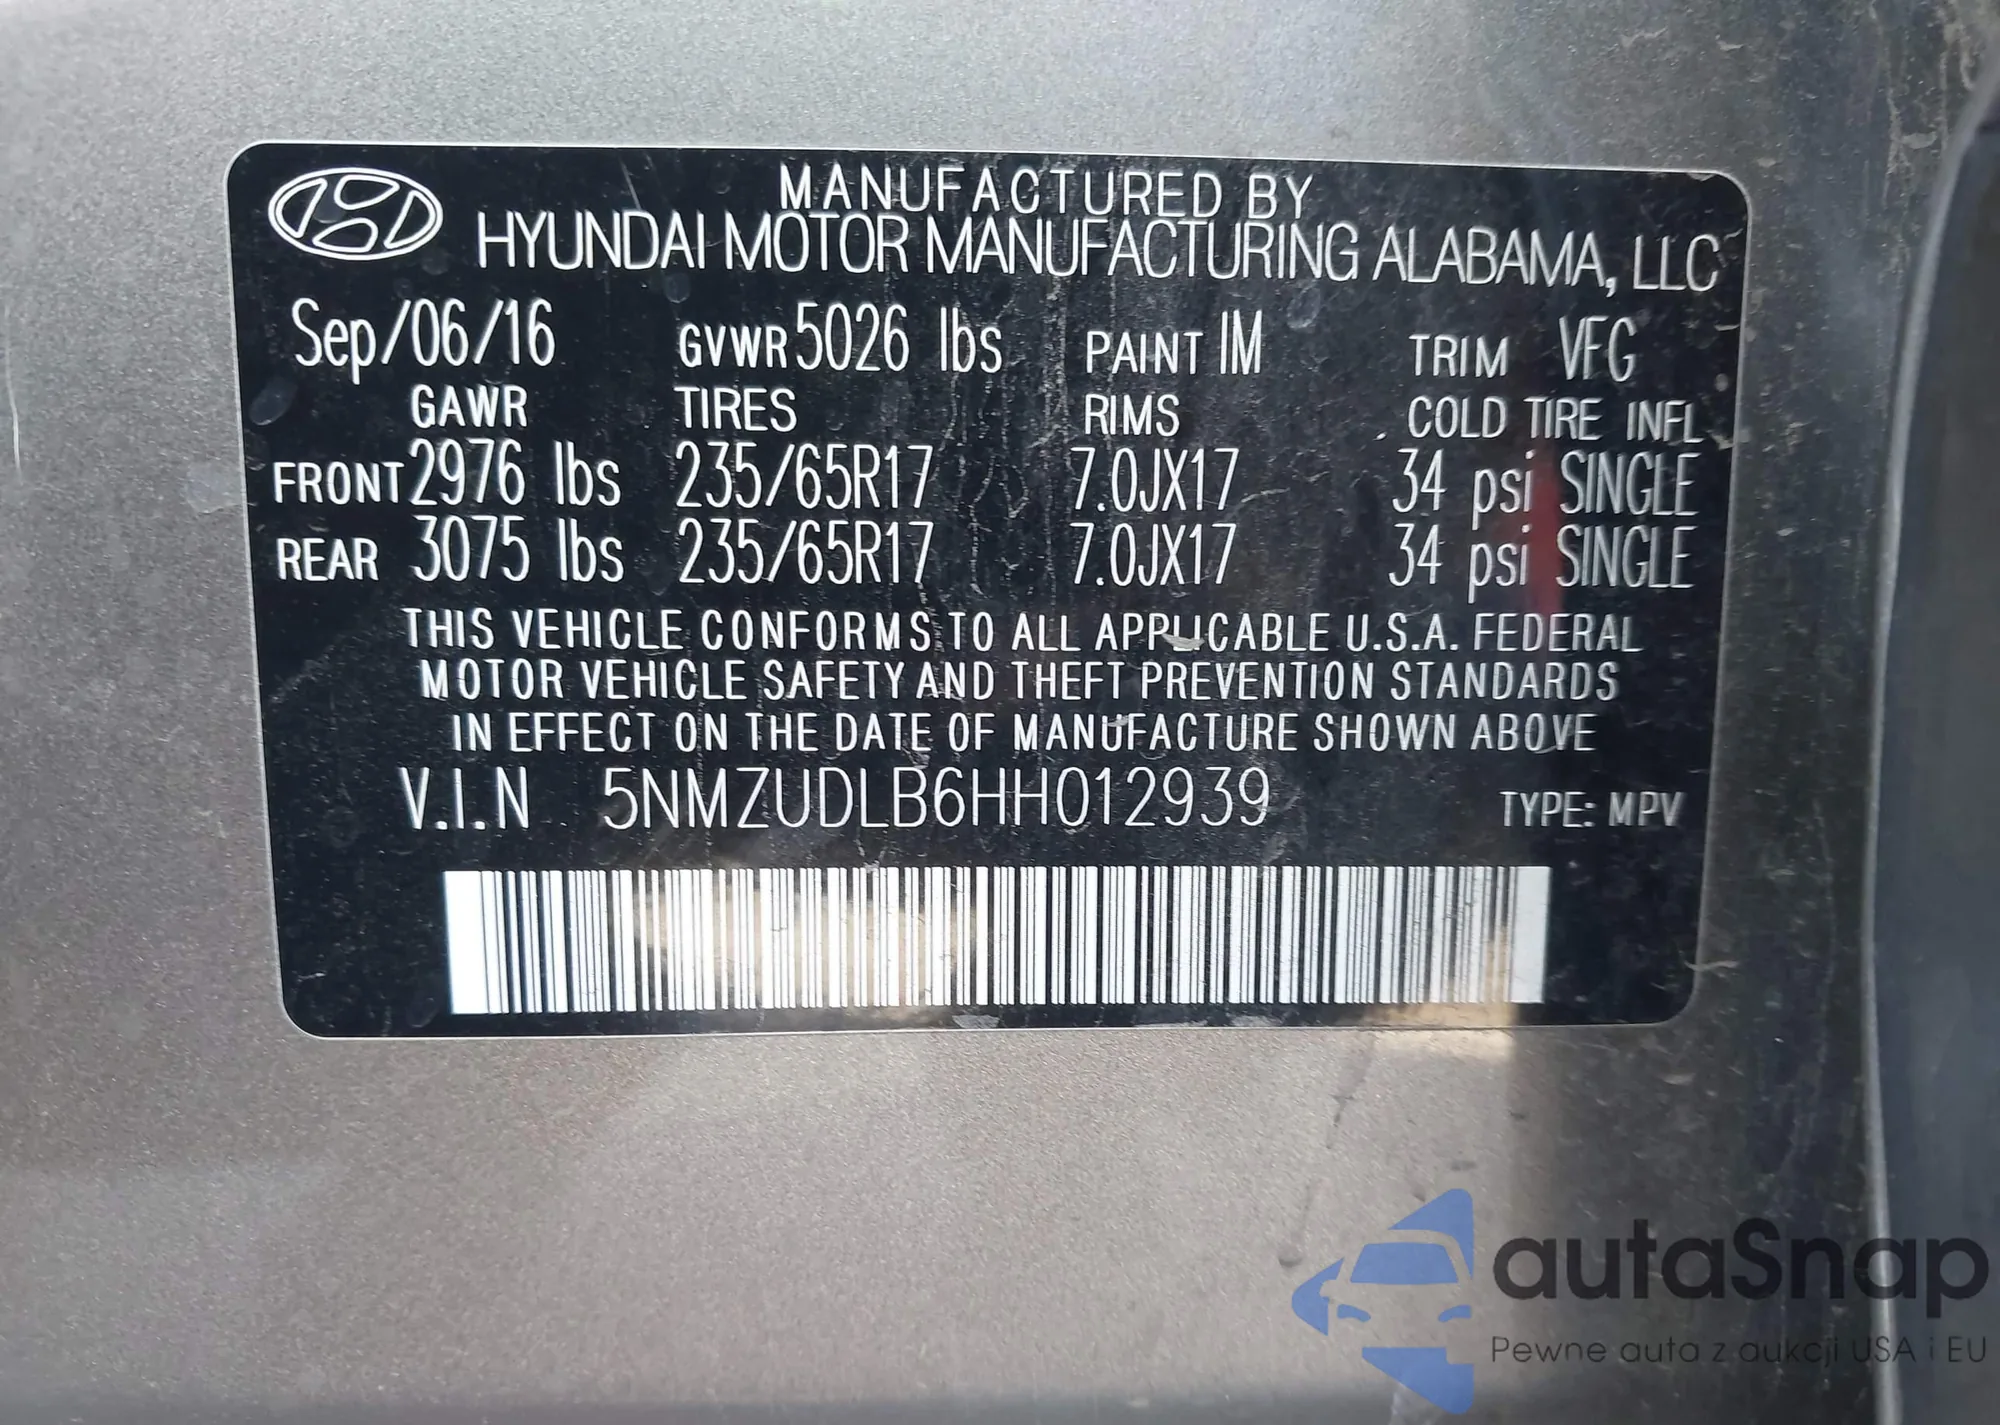 MANUFACTURED BY
HYUNDAI MOTOR MANUFACTURING ALABAMA, LLC
Sep/06/16 GVWR 5026 lbs PAINT IM TRIM VFG
GAWR TIRES RIMS COLD TIRE INFL
FRONT 2976 lbs 235/65R17 7.0JX17 34 psi SINGLE
REAR 3075 lbs 235/65R17 7.0JX17 34 psi SINGLE
THIS VEHICLE CONFORMS TO ALL APPLICABLE U.S.A. FEDERAL
MOTOR VEHICLE SAFETY AND THEFT PREVENTION STANDARDS
IN EFFECT ON THE DATE OF MANUFACTURE SHOWN ABOVE
V.I.N 5NMZUDLB6HH012939 TYPE: MPV
autaSnap
Pewne auta z aukcji USA i EU